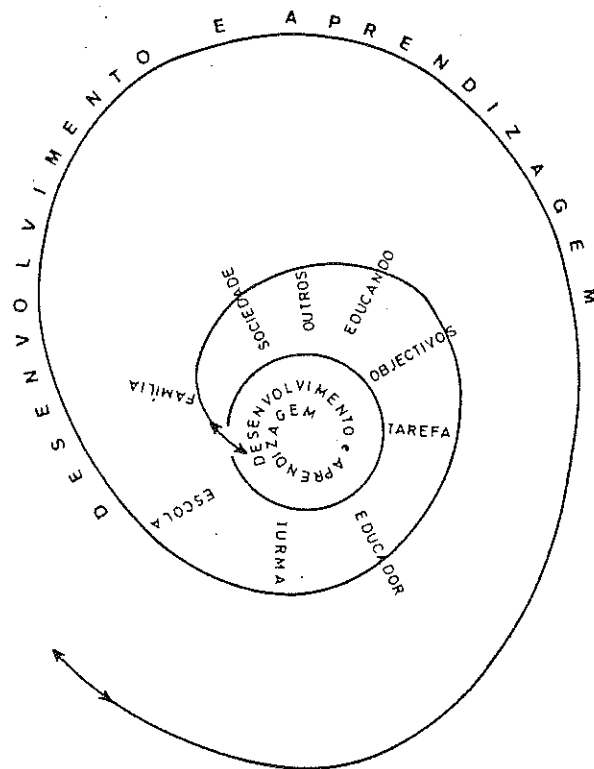 DESENVOLVIMENTO E APRENDIZAGEM
FAMÍLIA
SOCIEDADE
OUTROS
EDUCANDO
OBJECTIVOS
TAREFA
EDUCADOR
TURMA
ESCOLA
DESENVOLVIMENTO e APRENDIZAGEM